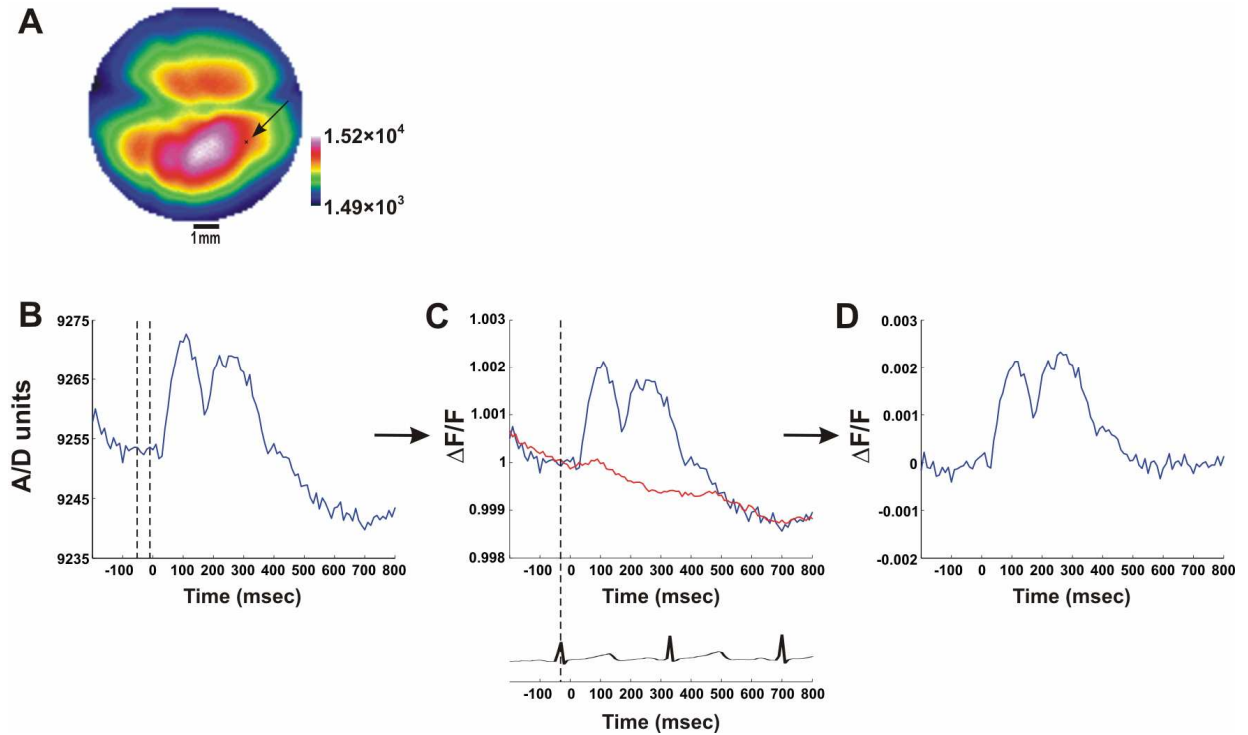 A
1.52×10⁴
1.49×10³
1mm
B
A/D units
9275
9265
9255
9245
9235
-100 0 100 200 300 400 500 600 700 800
Time (msec)
C
ΔF/F
1.003
1.002
1.001
1
0.999
0.998
-100 0 100 200 300 400 500 600 700 800
Time (msec)
-100 0 100 200 300 400 500 600 700 800
Time (msec)
D
ΔF/F
0.003
0.002
0.001
0
-0.001
-0.002
-100 0 100 200 300 400 500 600 700 800
Time (msec)